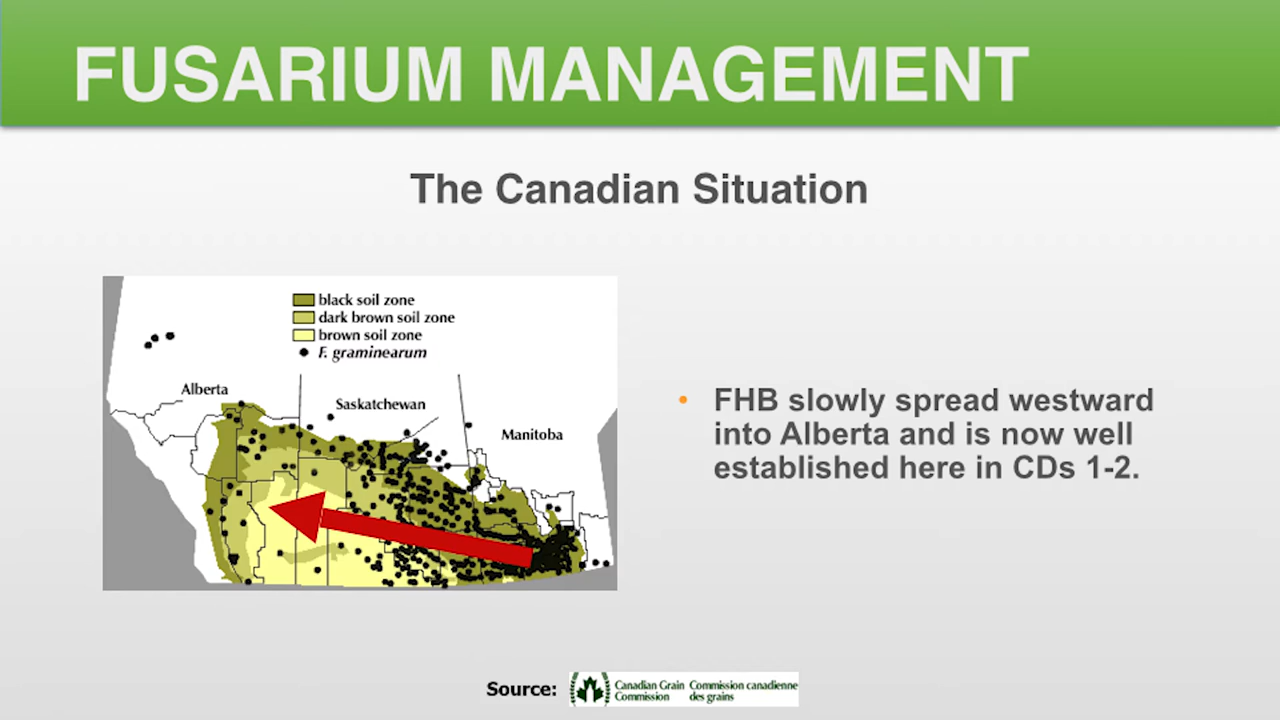 FUSARIUM MANAGEMENT
The Canadian Situation
black soil zone
dark brown soil zone
brown soil zone
F. graminearum
Alberta
Saskatchewan
Manitoba
• FHB slowly spread westward
into Alberta and is now well
established here in CDs 1-2.
Source:
Canadian Grain Commission
Commission canadienne des grains